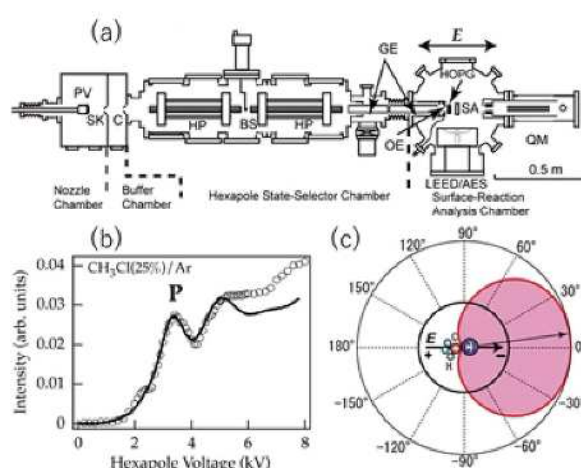 (a)
E
GE
HOPG
PV
SK
C
HP
BS
HP
OE
SA
QM
LEED/AES
0.5 m
Nozzle Chamber
Buffer Chamber
Hexapole State-Selector Chamber
Surface-Reaction Analysis Chamber
(b)
CH₃Cl(25%)/Ar
P
Intensity (arb. units)
0.04
0.03
0.02
0.01
0
0 2 4 6 8
Hexapole Voltage (kV)
(c)
90°
120°
60°
150°
30°
180°
0°
-150°
-30°
-120°
-60°
-90°
E
+
−
H